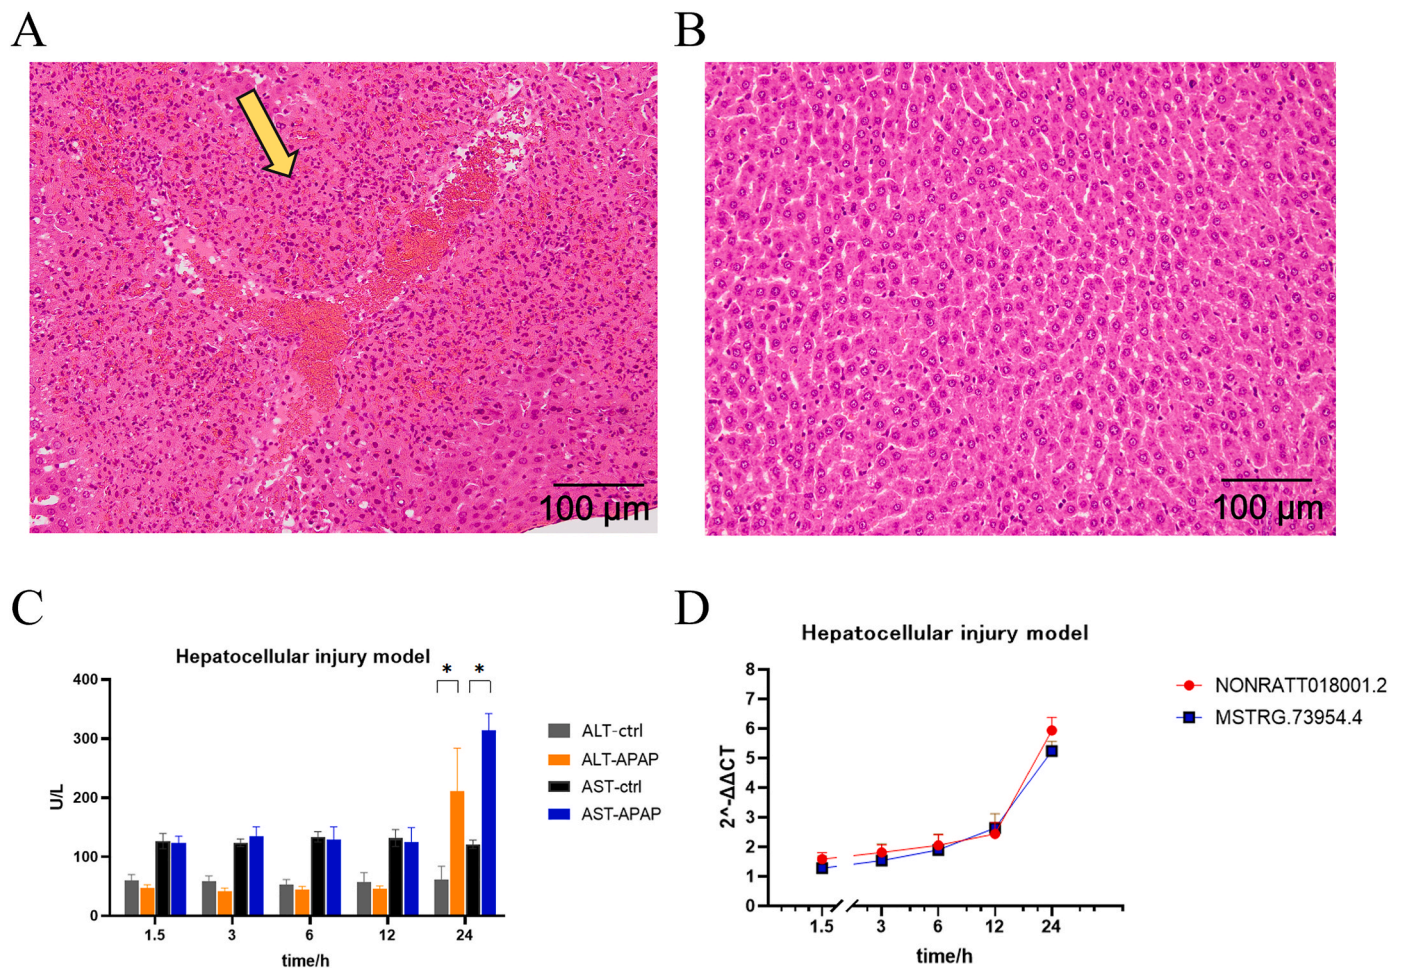 A
B
100 µm
100 µm
C
Hepatocellular injury model
*
*
400
300
200
100
0
U/L
1.5
3
6
12
24
time/h
ALT-ctrl
ALT-APAP
AST-ctrl
AST-APAP
D
Hepatocellular injury model
8
7
6
5
4
3
2
1
0
2^-ΔΔCT
1.5
3
6
12
24
time/h
NONRATT018001.2
MSTRG.73954.4